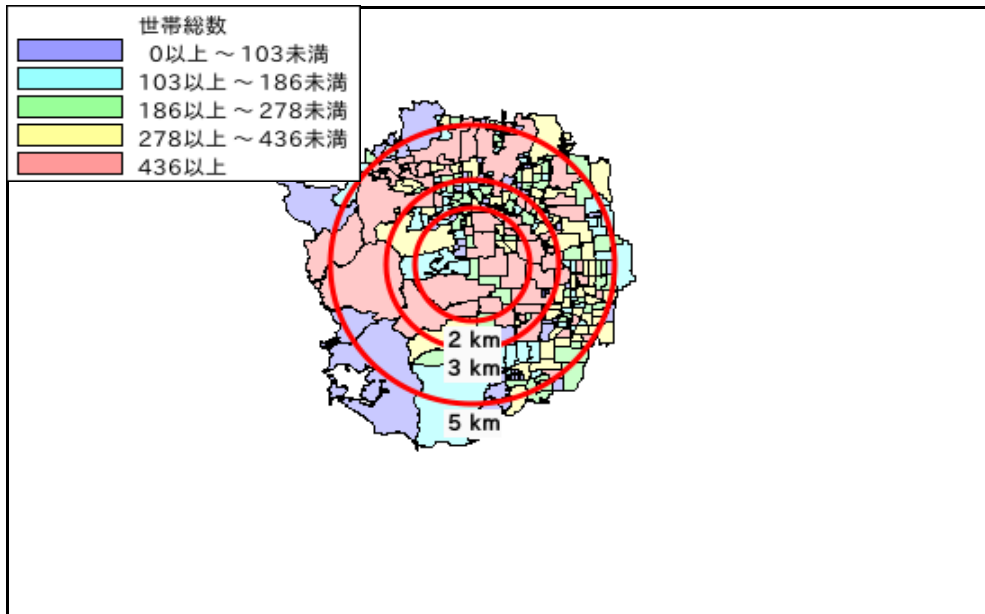 世帯総数
0以上 ～ 103未満
103以上 ～ 186未満
186以上 ～ 278未満
278以上 ～ 436未満
436以上
2 km
3 km
5 km